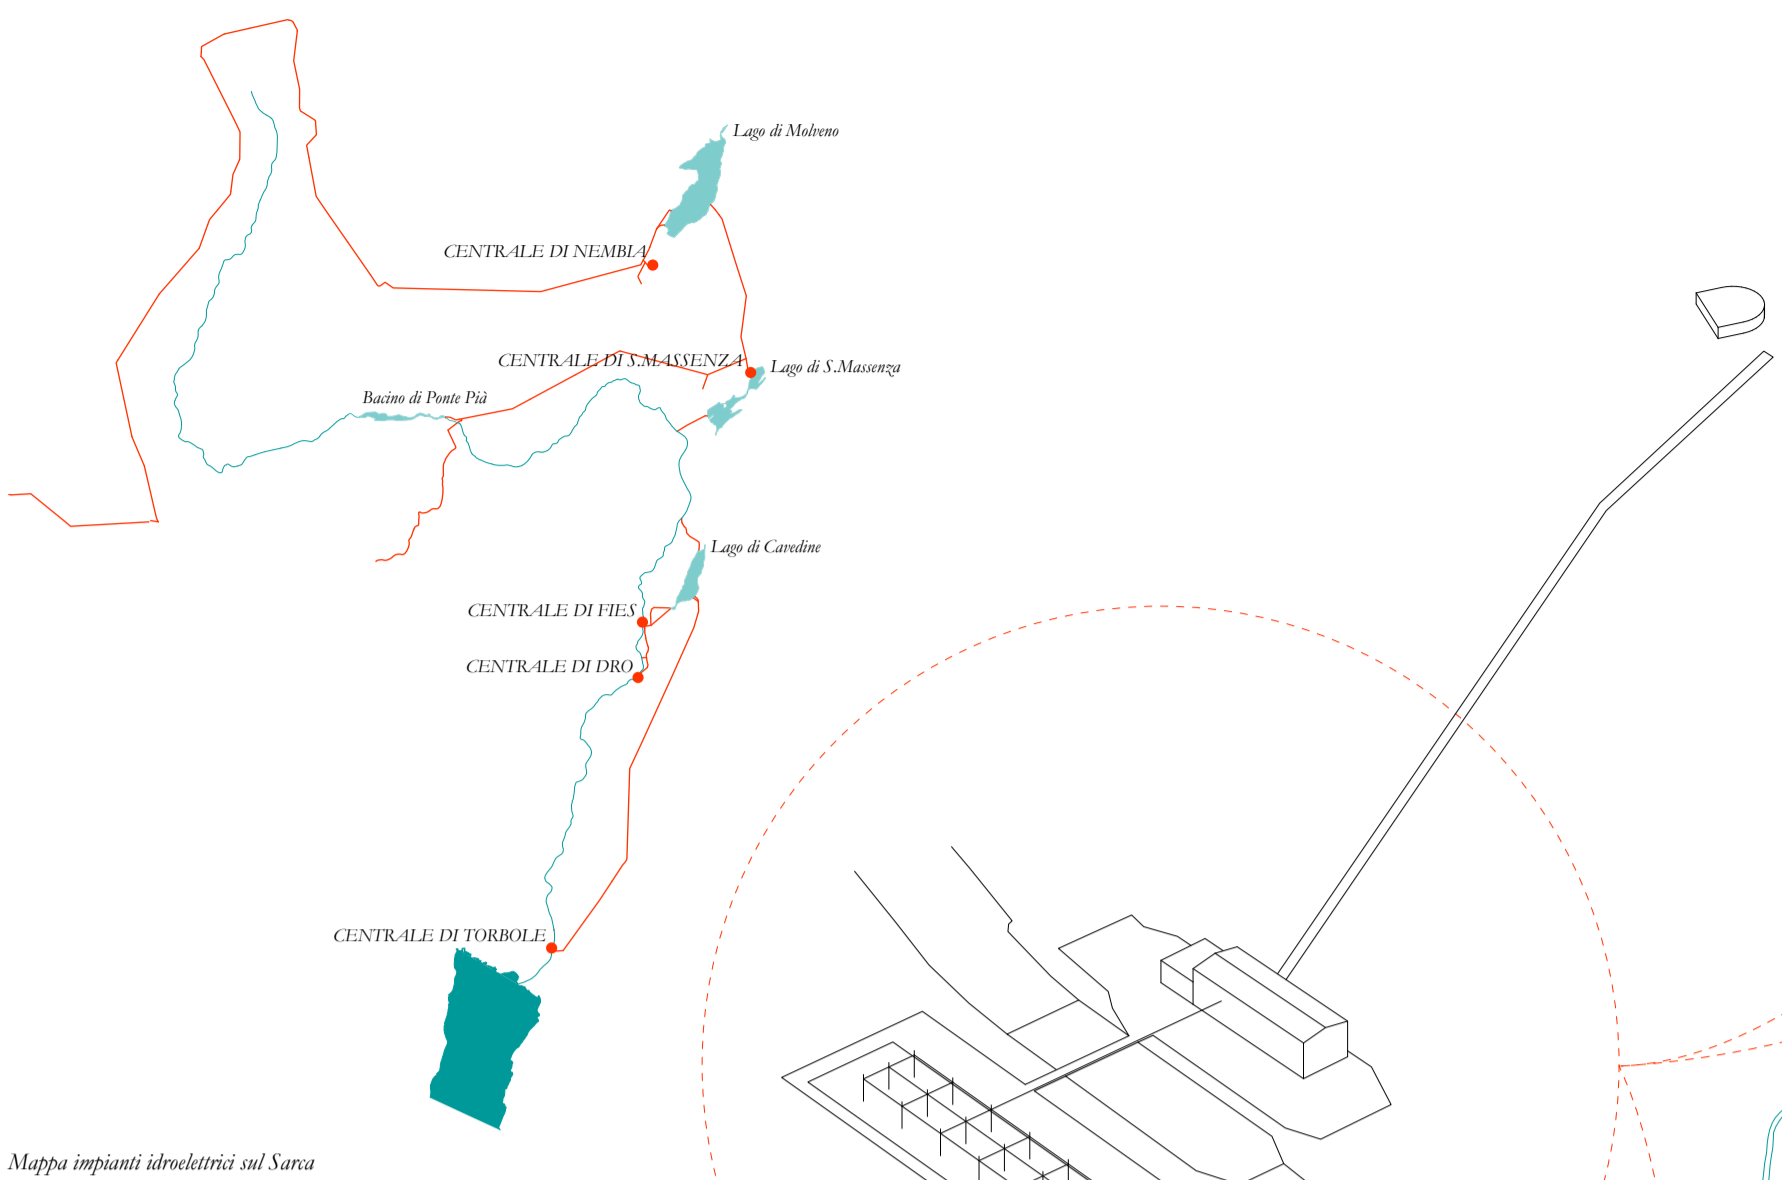 Lago di Molveno
CENTRALE DI NEMBIA
CENTRALE DI S.MASSENZA
Lago di S.Massenza
Bacino di Ponte Pià
Lago di Cavedine
CENTRALE DI FIES
CENTRALE DI DRO
CENTRALE DI TORBOLE
Mappa impianti idroelettrici sul Sarca